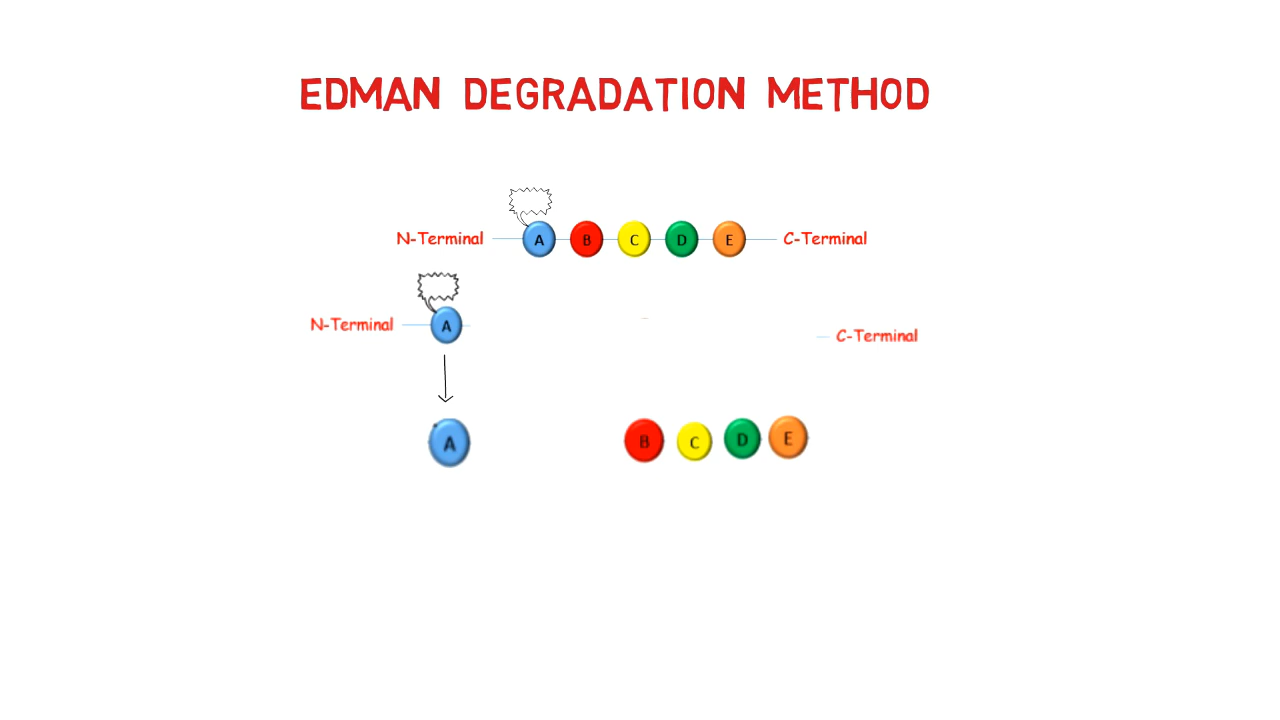 EDMAN DEGRADATION METHOD
N-Terminal A B C D E C-Terminal
N-Terminal A C-Terminal
A B C D E